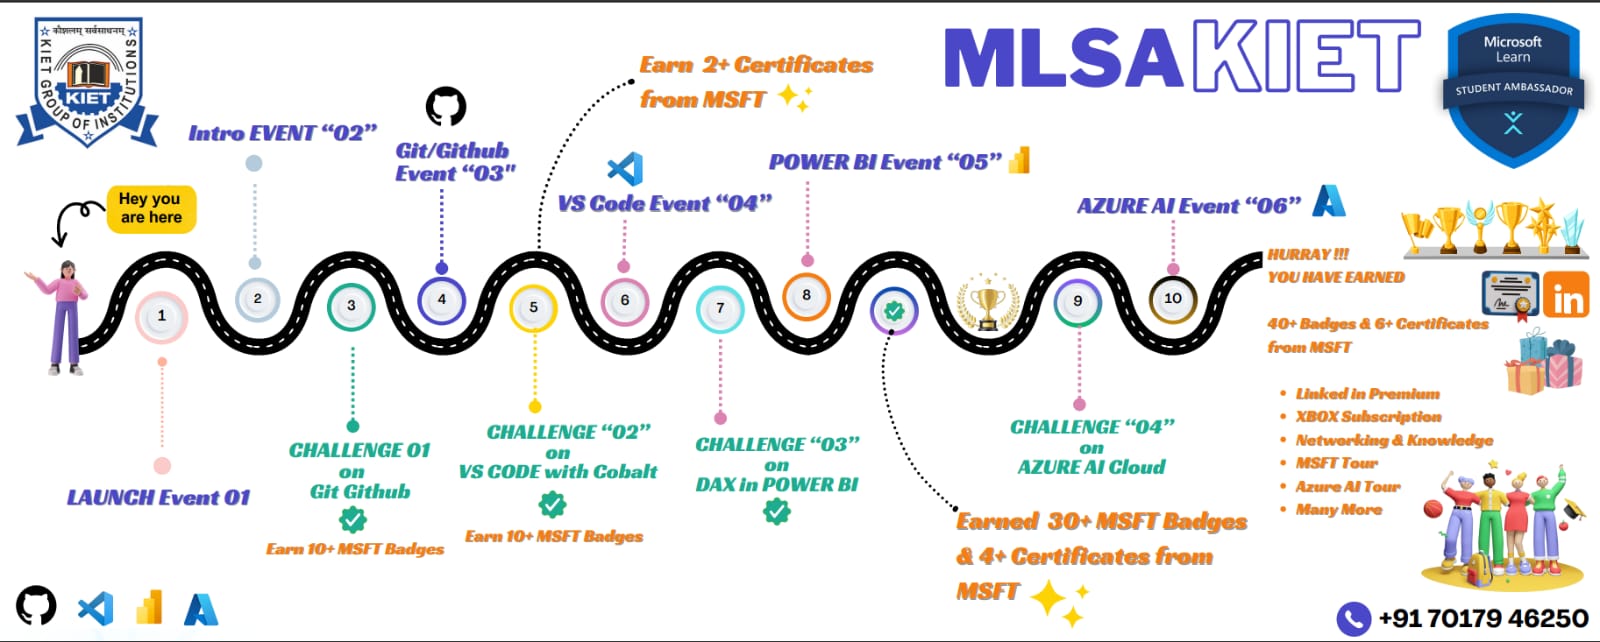 कौशलम् सर्वसाधनम्
KIET GROUP OF INSTITUTIONS
KIET
MLSAKIET
Microsoft
Learn
STUDENT AMBASSADOR
Hey you
are here
Intro EVENT “02”
Git/Github
Event “03"
Earn 2+ Certificates
from MSFT
VS Code Event “04”
POWER BI Event “05”
AZURE AI Event “06”
1
2
3
4
5
6
7
8
9
10
LAUNCH Event 01
CHALLENGE 01
on
Git Github
Earn 10+ MSFT Badges
CHALLENGE “02”
on
VS CODE with Cobalt
Earn 10+ MSFT Badges
CHALLENGE “03”
on
DAX in POWER BI
Earned 30+ MSFT Badges
& 4+ Certificates from
MSFT
CHALLENGE “04”
on
AZURE AI Cloud
HURRAY !!!
YOU HAVE EARNED
in
40+ Badges & 6+ Certificates
from MSFT
• Linked in Premium
• XBOX Subscription
• Networking & Knowledge
• MSFT Tour
• Azure AI Tour
• Many More
+91 70179 46250